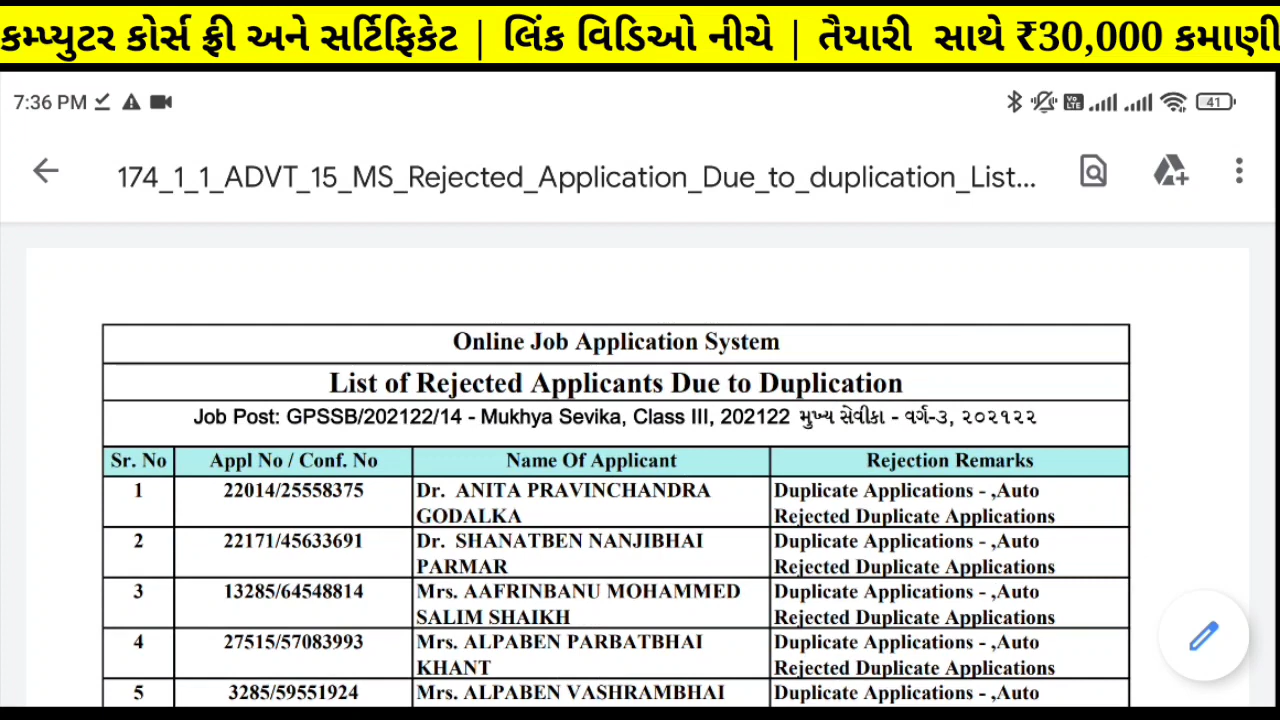 કમ્પ્યુટર કોર્સ ફ્રી અને સર્ટિફિકેટ | લિંક વિડિઓ નીચે | તૈયારી સાથે ₹30,000 કમાણી
7:36 PM Vo LTE 41
174_1_1_ADVT_15_MS_Rejected_Application_Due_to_duplication_List...
Online Job Application System
List of Rejected Applicants Due to Duplication
Job Post: GPSSB/202122/14 - Mukhya Sevika, Class III, 202122 મુખ્ય સેવીકા - વર્ગ-૩, ૨૦૨૧૨૨
Sr. No Appl No / Conf. No Name Of Applicant Rejection Remarks
1 22014/25558375 Dr. ANITA PRAVINCHANDRA Duplicate Applications - ,Auto
GODALKA Rejected Duplicate Applications
2 22171/45633691 Dr. SHANATBEN NANJIBHAI Duplicate Applications - ,Auto
PARMAR Rejected Duplicate Applications
3 13285/64548814 Mrs. AAFRINBANU MOHAMMED Duplicate Applications - ,Auto
SALIM SHAIKH Rejected Duplicate Applications
4 27515/57083993 Mrs. ALPABEN PARBATBHAI Duplicate Applications - ,Auto
KHANT Rejected Duplicate Applications
5 3285/59551924 Mrs. ALPABEN VASHRAMBHAI Duplicate Applications - ,Auto